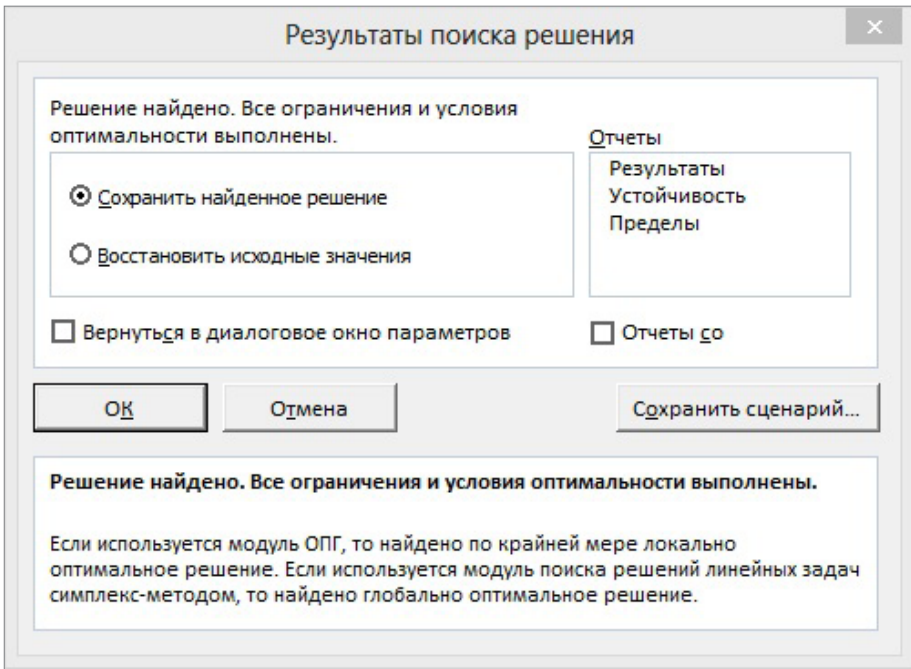 Результаты поиска решения
Решение найдено. Все ограничения и условия
оптимальности выполнены.
Отчеты
Сохранить найденное решение
Восстановить исходные значения
Результаты
Устойчивость
Пределы
Вернуться в диалоговое окно параметров
Отчеты со
ОК
Отмена
Сохранить сценарий...
Решение найдено. Все ограничения и условия оптимальности выполнены.
Если используется модуль ОПГ, то найдено по крайней мере локально
оптимальное решение. Если используется модуль поиска решений линейных задач
симплекс-методом, то найдено глобально оптимальное решение.